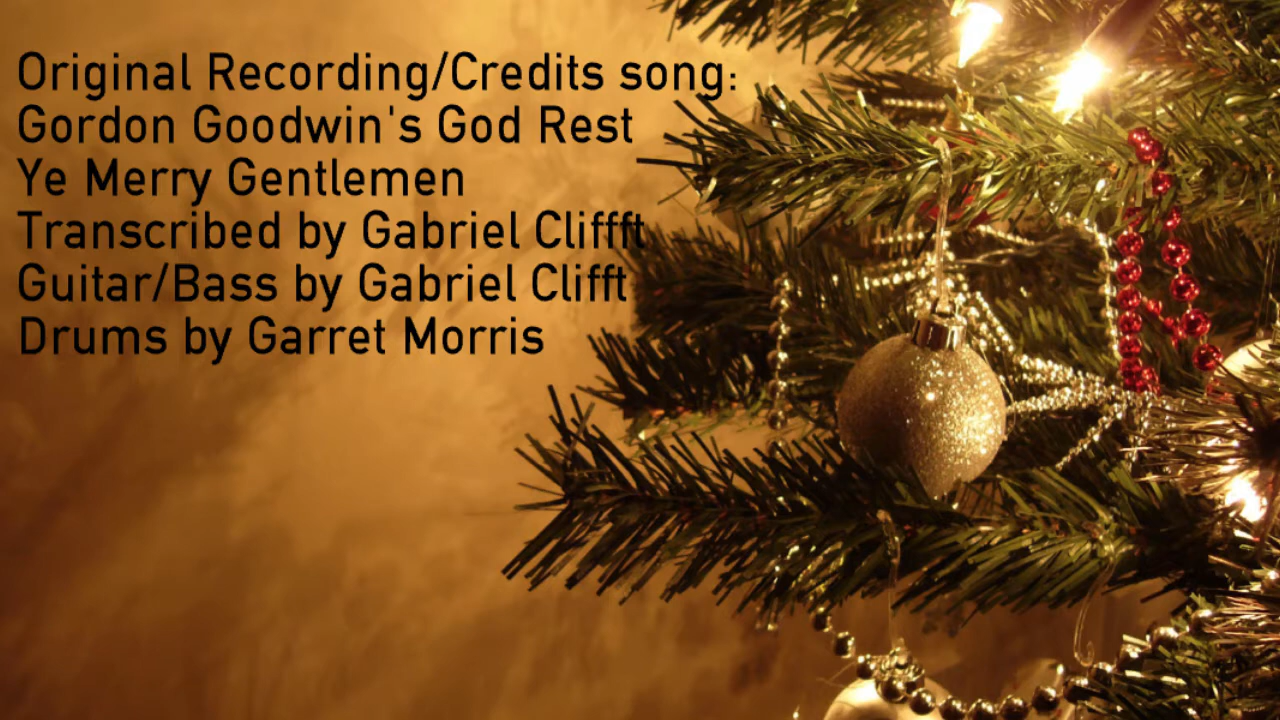 Original Recording/Credits song:
Gordon Goodwin's God Rest
Ye Merry Gentlemen
Transcribed by Gabriel Cliffft
Guitar/Bass by Gabriel Clifft
Drums by Garret Morris